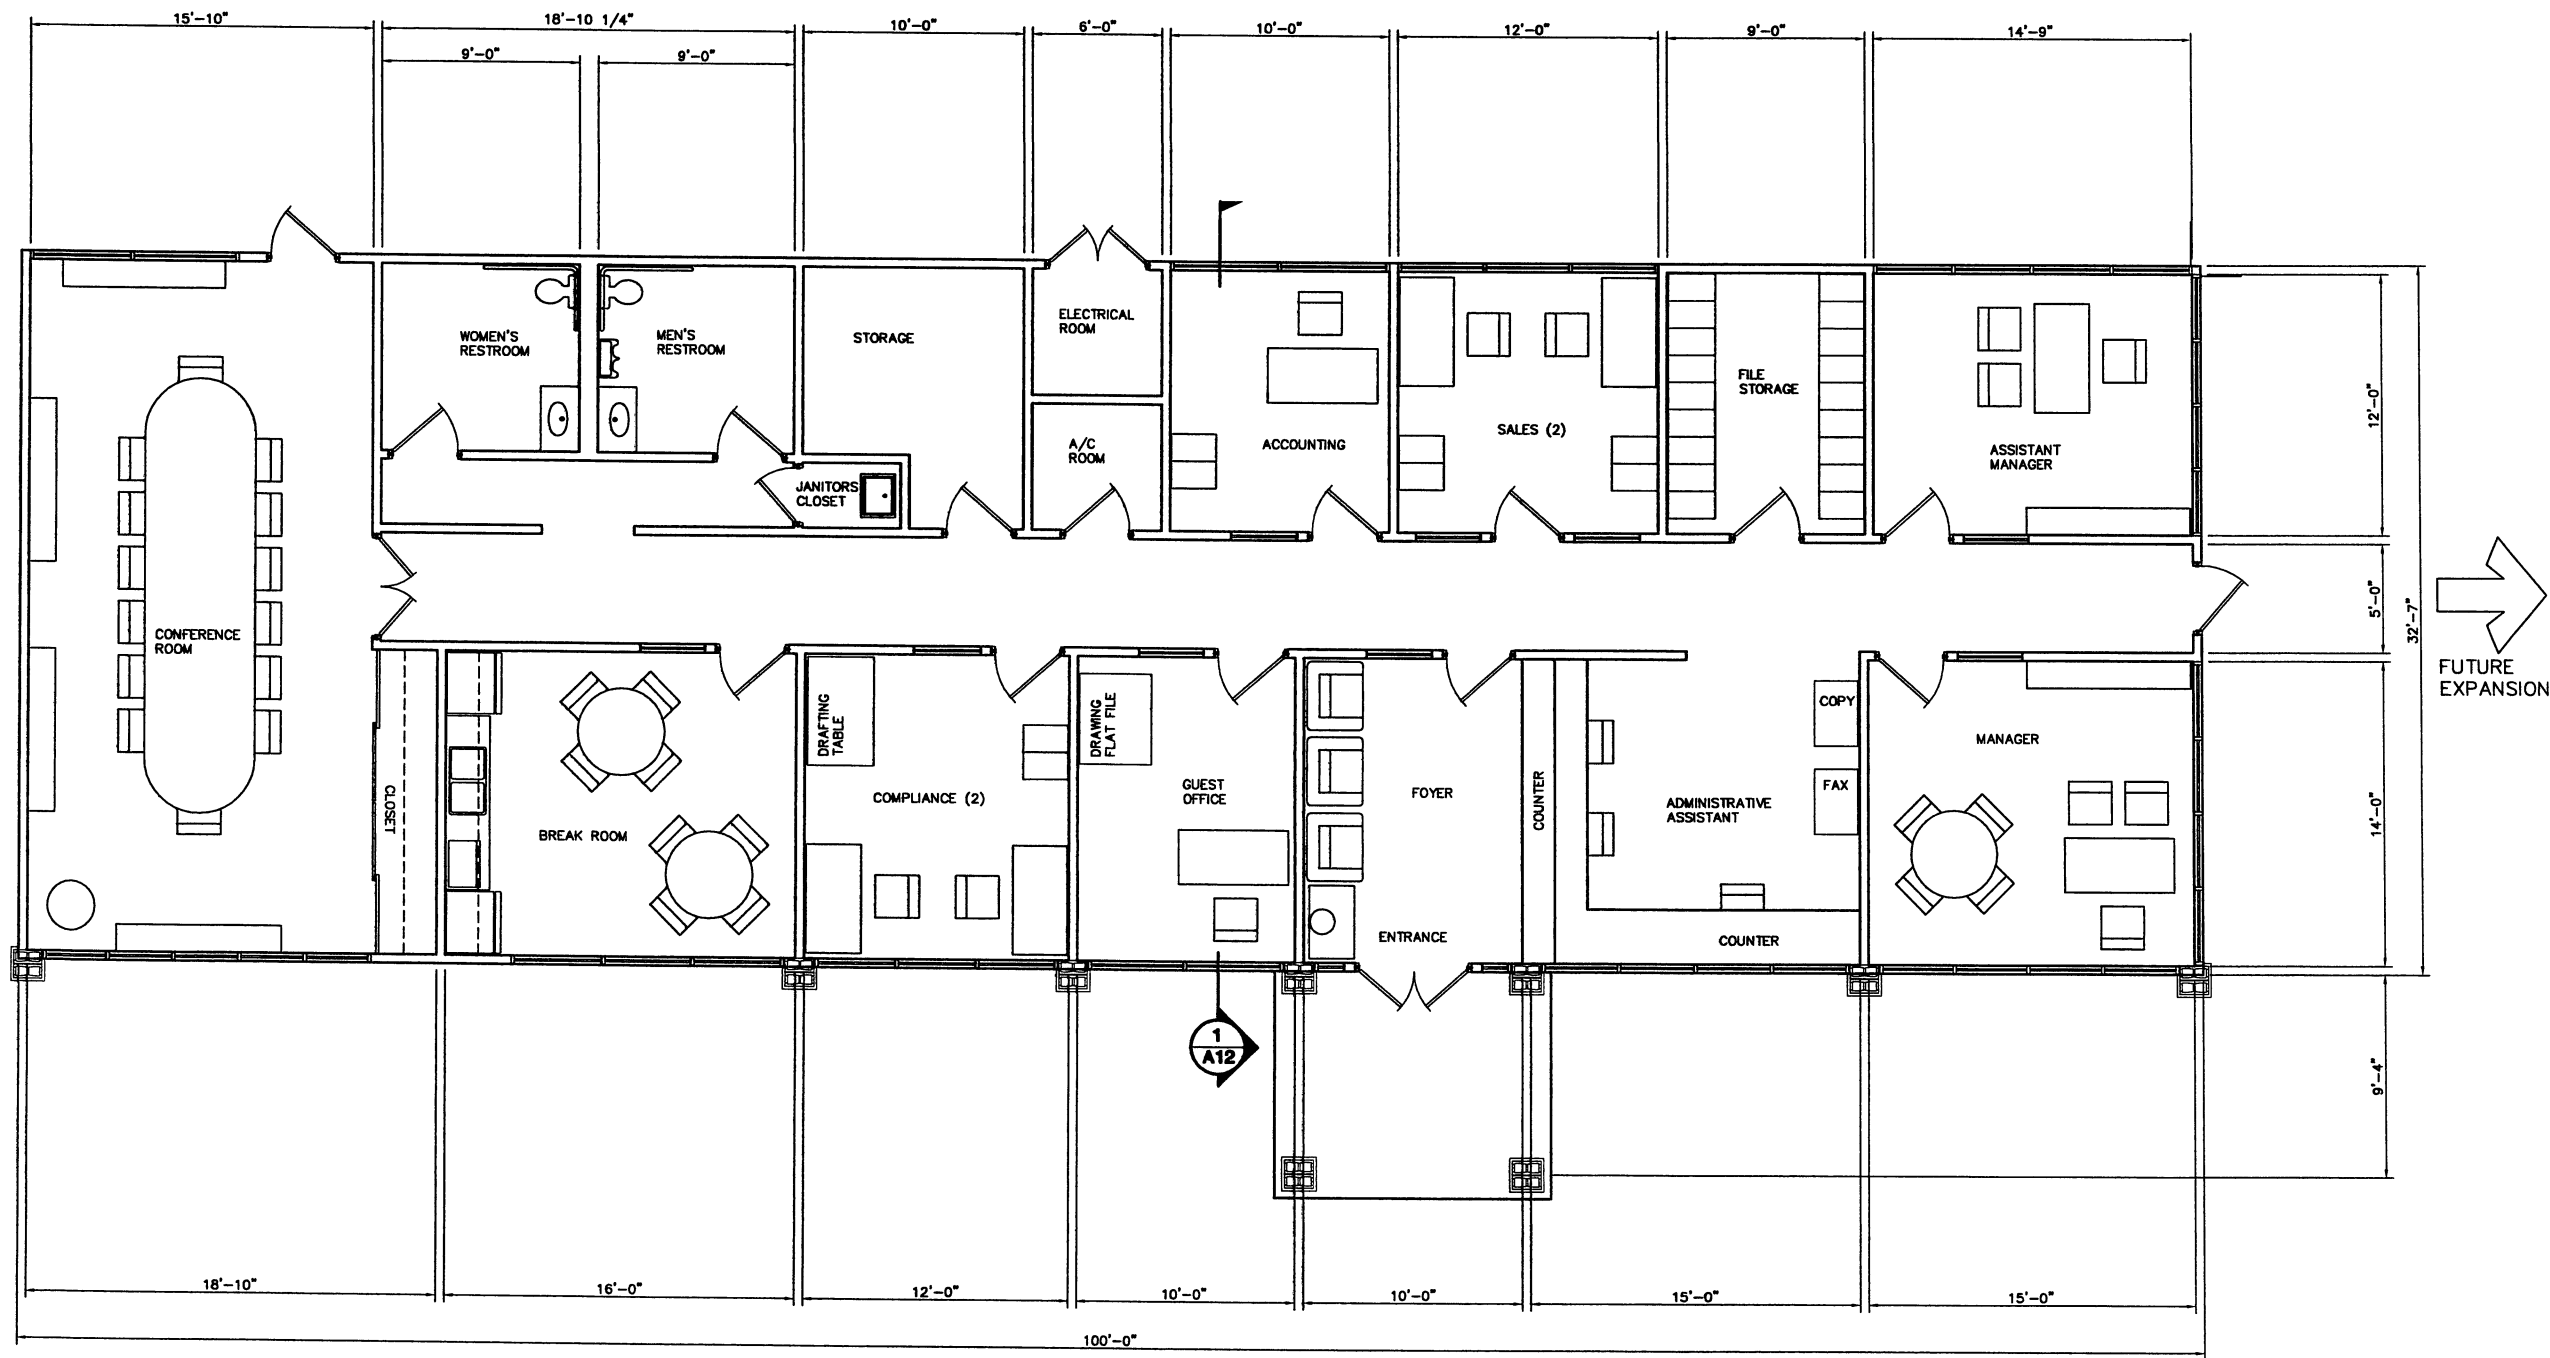 15'-10"
18'-10 1/4"
10'-0"
6'-0"
10'-0"
12'-0"
9'-0"
14'-9"
9'-0"
9'-0"
WOMEN'S
RESTROOM
MEN'S
RESTROOM
STORAGE
ELECTRICAL
ROOM
A/C
ROOM
ACCOUNTING
SALES (2)
FILE
STORAGE
ASSISTANT
MANAGER
JANITORS
CLOSET
12'-0"
5'-0"
32'-7"
FUTURE
EXPANSION
CONFERENCE
ROOM
CLOSET
BREAK ROOM
DRAFTING
TABLE
COMPLIANCE (2)
DRAWING
FLAT FILE
GUEST
OFFICE
FOYER
ENTRANCE
COUNTER
ADMINISTRATIVE
ASSISTANT
COPY
FAX
COUNTER
MANAGER
14'-0"
9'-4"
1
A12
18'-10"
16'-0"
12'-0"
10'-0"
10'-0"
15'-0"
15'-0"
100'-0"